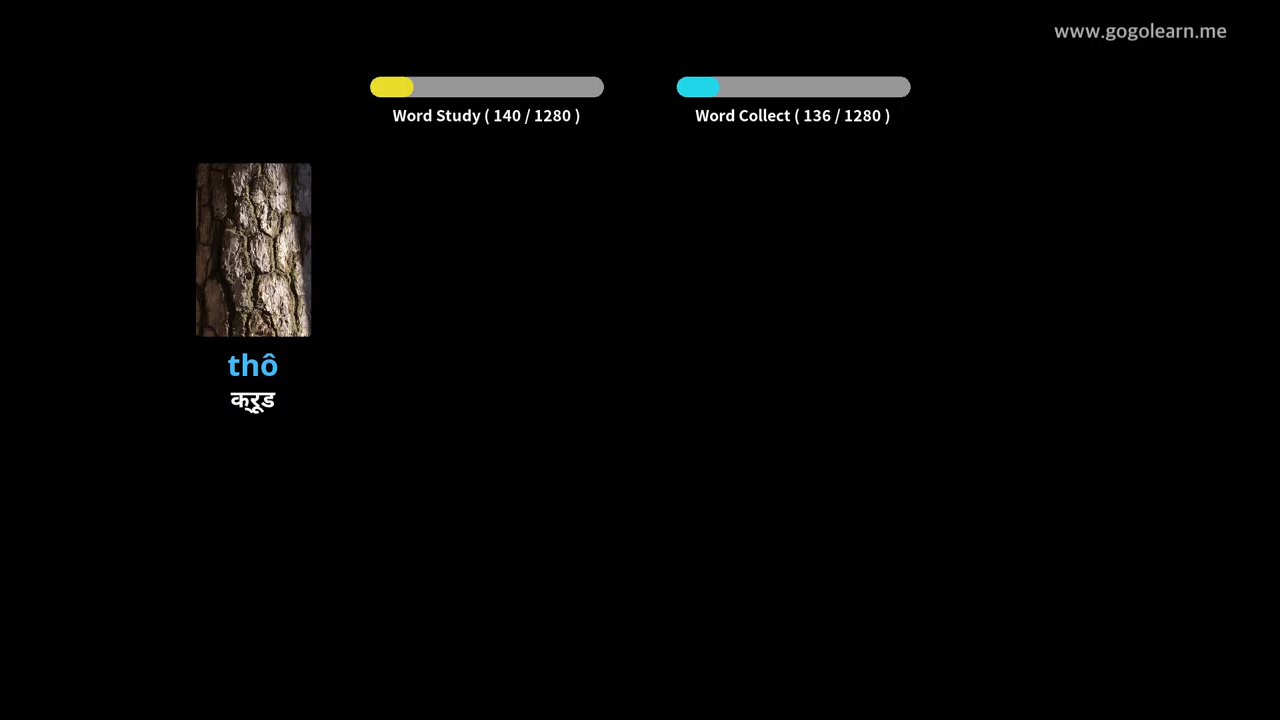 www.gogolearn.me
Word Study ( 140 / 1280 )
Word Collect ( 136 / 1280 )
thô
क्रूड